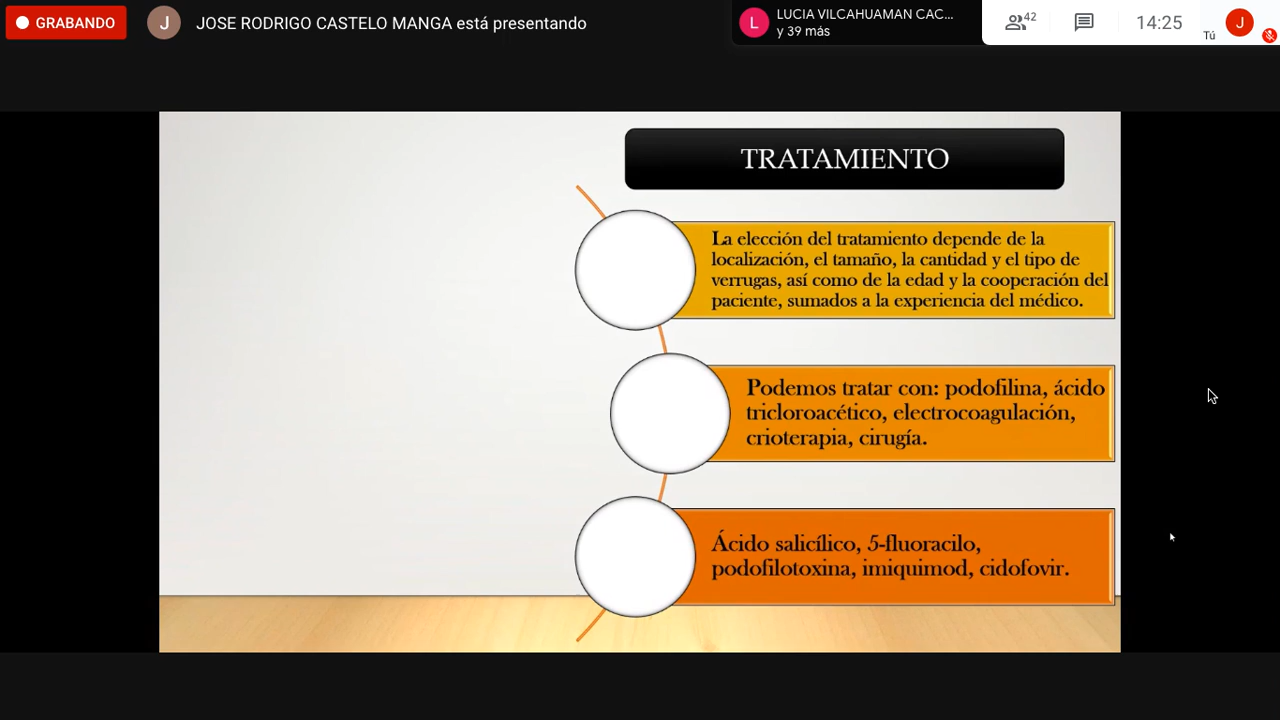 GRABANDO
J
JOSE RODRIGO CASTELO MANGA está presentando
L
LUCIA VILCAHUAMAN CAC...
y 39 más
42
14:25
Tú
J
TRATAMIENTO
La elección del tratamiento depende de la
localización, el tamaño, la cantidad y el tipo de
verrugas, así como de la edad y la cooperación del
paciente, sumados a la experiencia del médico.
Podemos tratar con: podofilina, ácido
tricloroacético, electrocoagulación,
crioterapia, cirugía.
Ácido salicílico, 5-fluoracilo,
podofilotoxina, imiquimod, cidofovir.